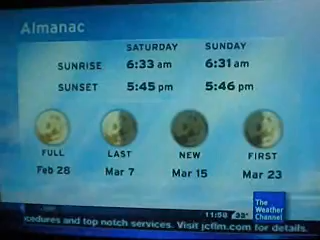 Almanac
SATURDAY SUNDAY
SUNRISE 6:33 am 6:31 am
SUNSET 5:45 pm 5:46 pm
FULL LAST NEW FIRST
Feb 28 Mar 7 Mar 15 Mar 23
The
Weather
Channel
11:58 32°
cedures and top notch services. Visit jcflm.com for details.